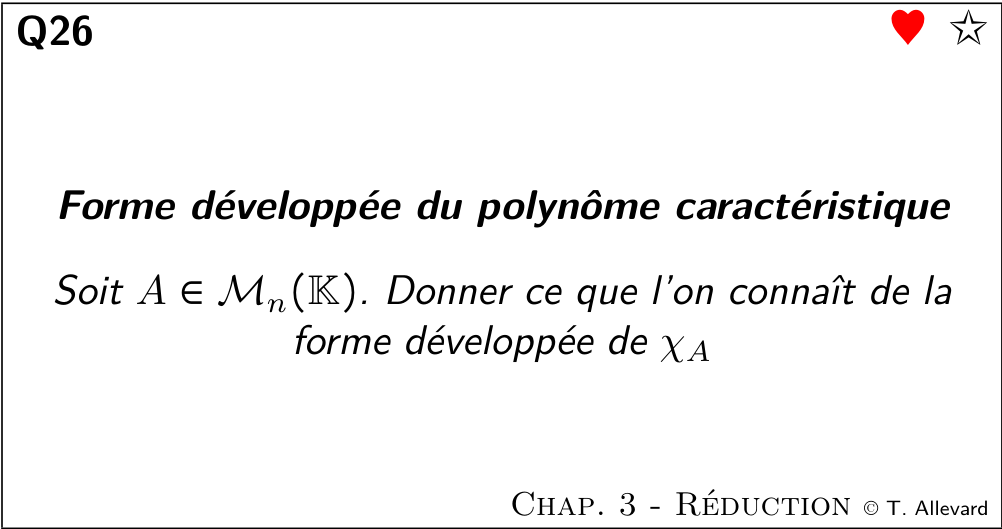 Q26 ♥ ☆
Forme développée du polynôme caractéristique
Soit $A \in \mathcal{M}_n(\mathbb{K})$. Donner ce que l'on connaît de la
forme développée de $\chi_A$
CHAP. 3 - RÉDUCTION © T. Allevard